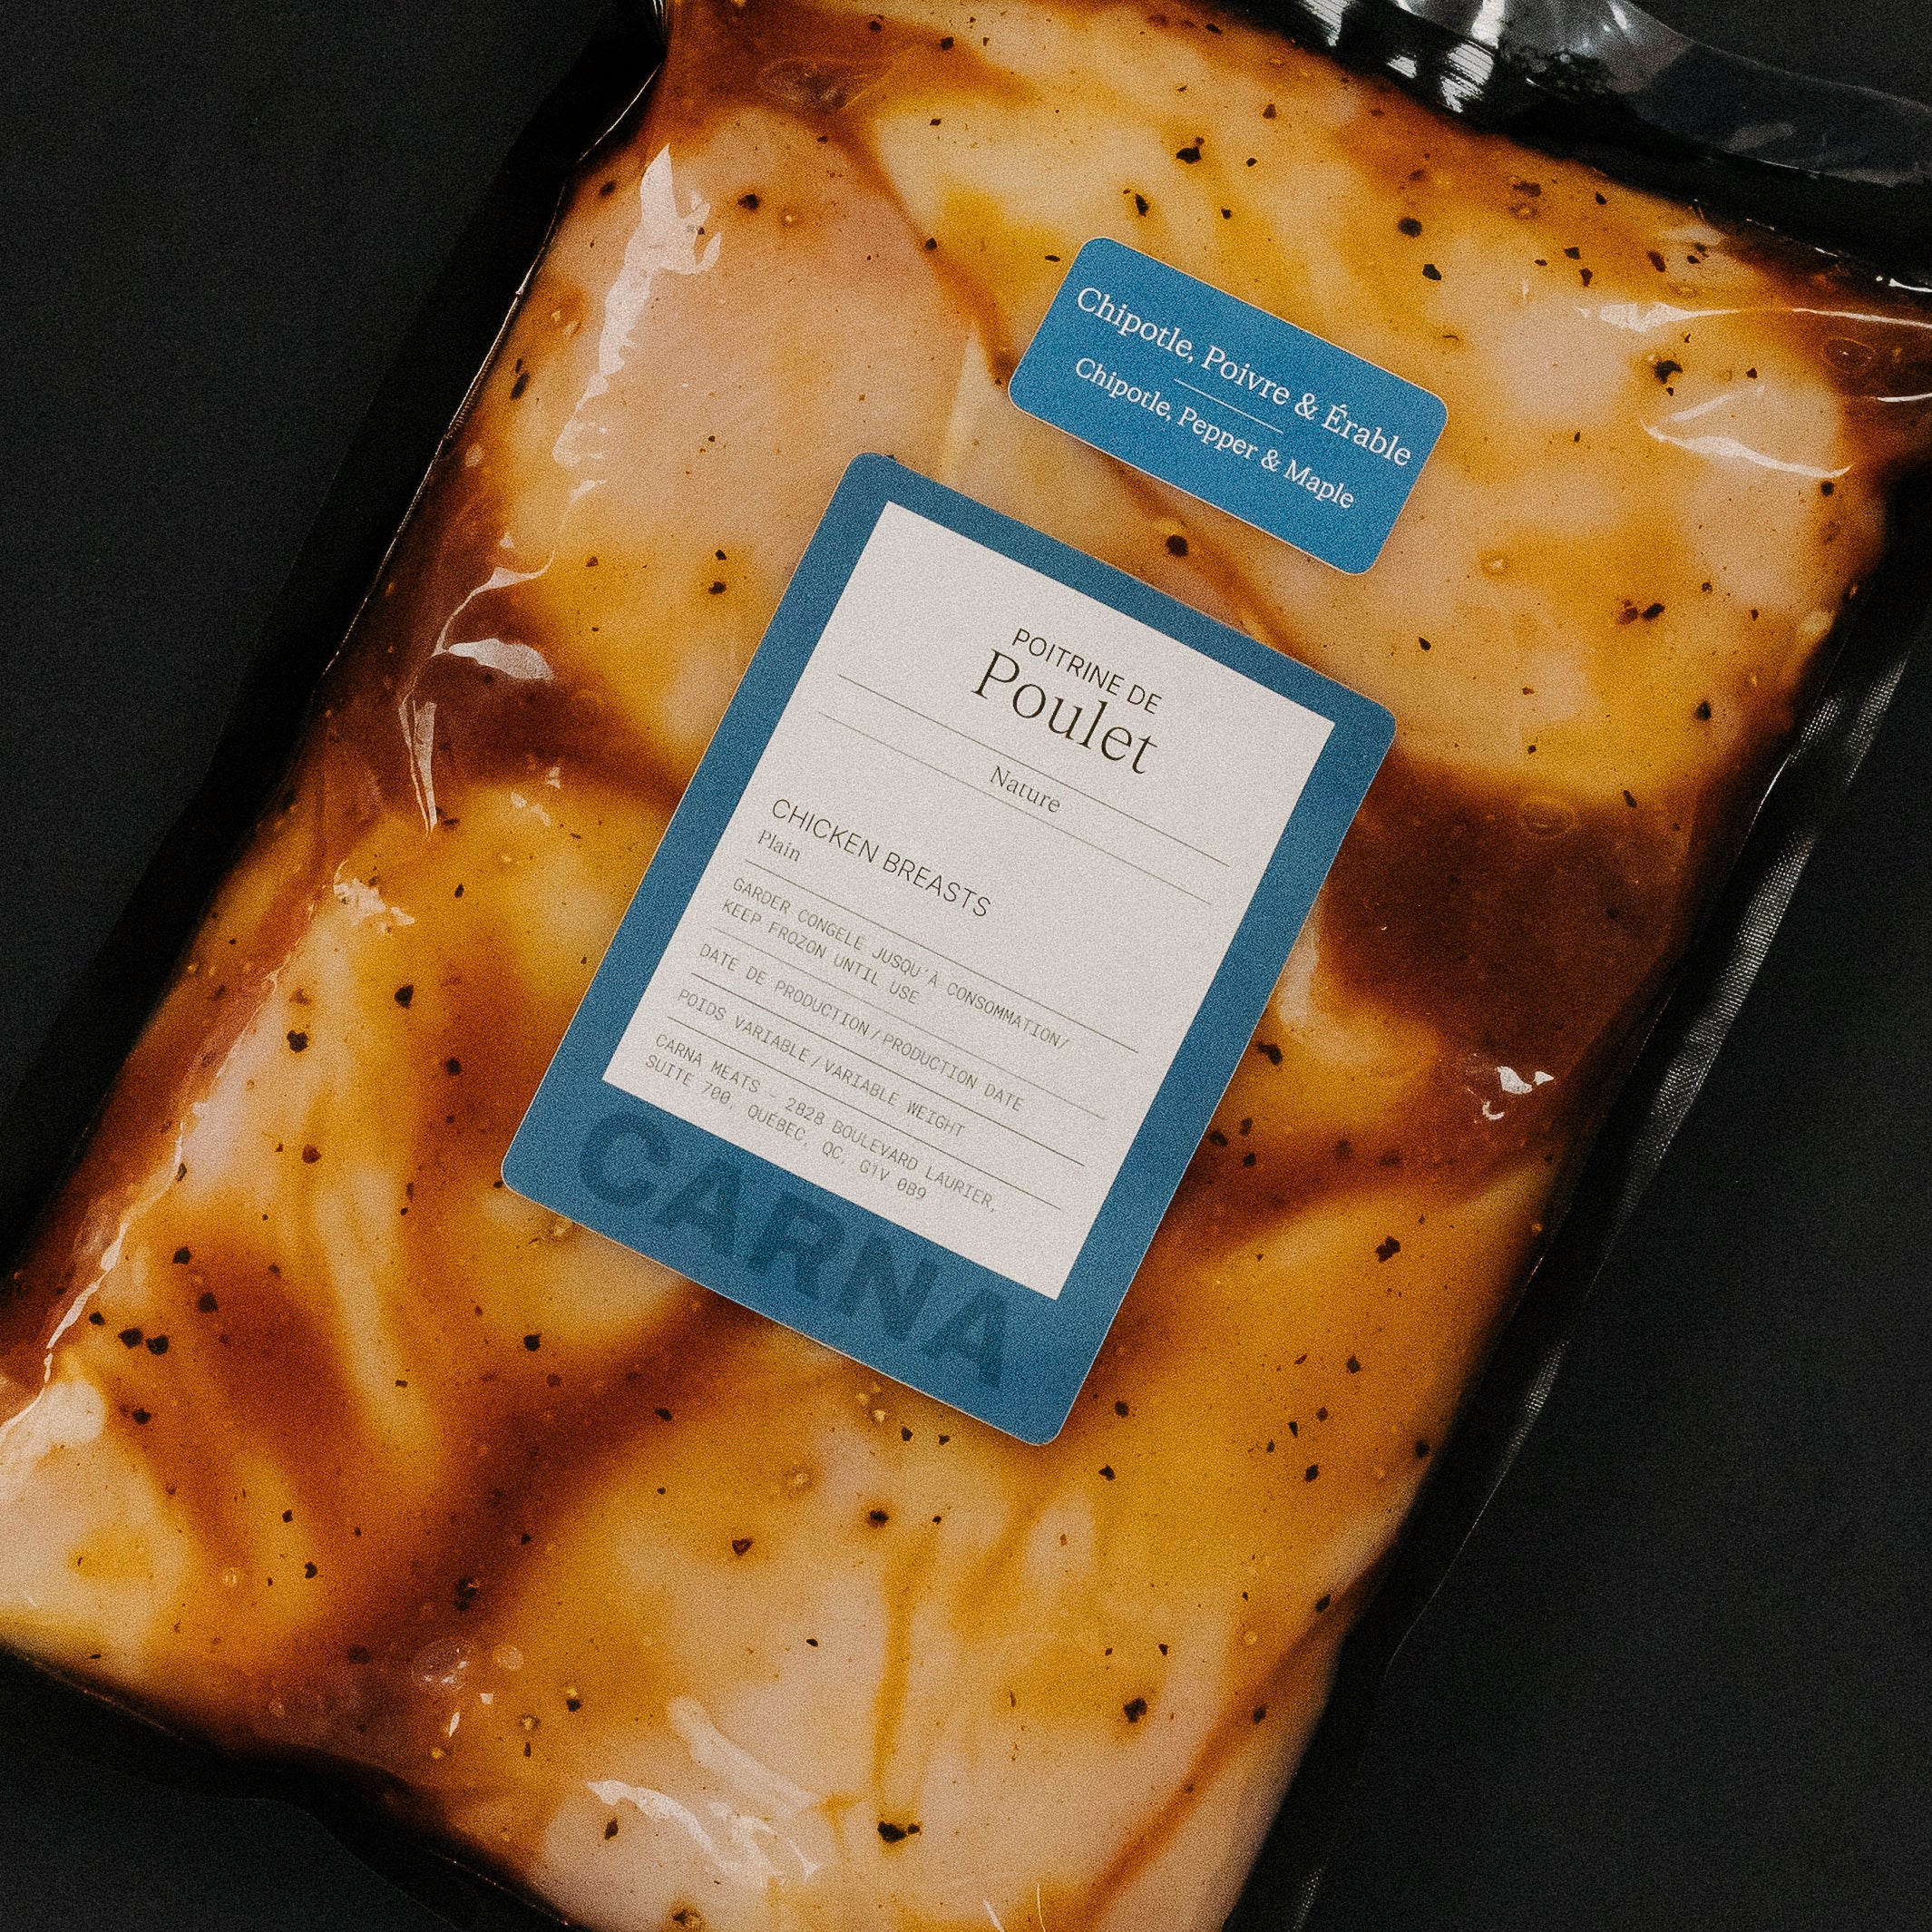 Chipotle, Poivre & Érable
Chipotle, Pepper & Maple
POITRINE DE
Poulet
Nature
CHICKEN BREASTS
Plain
GARDER CONGELÉ JUSQU'À CONSOMMATION/
KEEP FROZON UNTIL USE
DATE DE PRODUCTION/PRODUCTION DATE
POIDS VARIABLE/VARIABLE WEIGHT
CARNA MEATS - 2828 BOULEVARD LAURIER,
SUITE 700, QUÉBEC, QC, G1V 0B9
CARNA